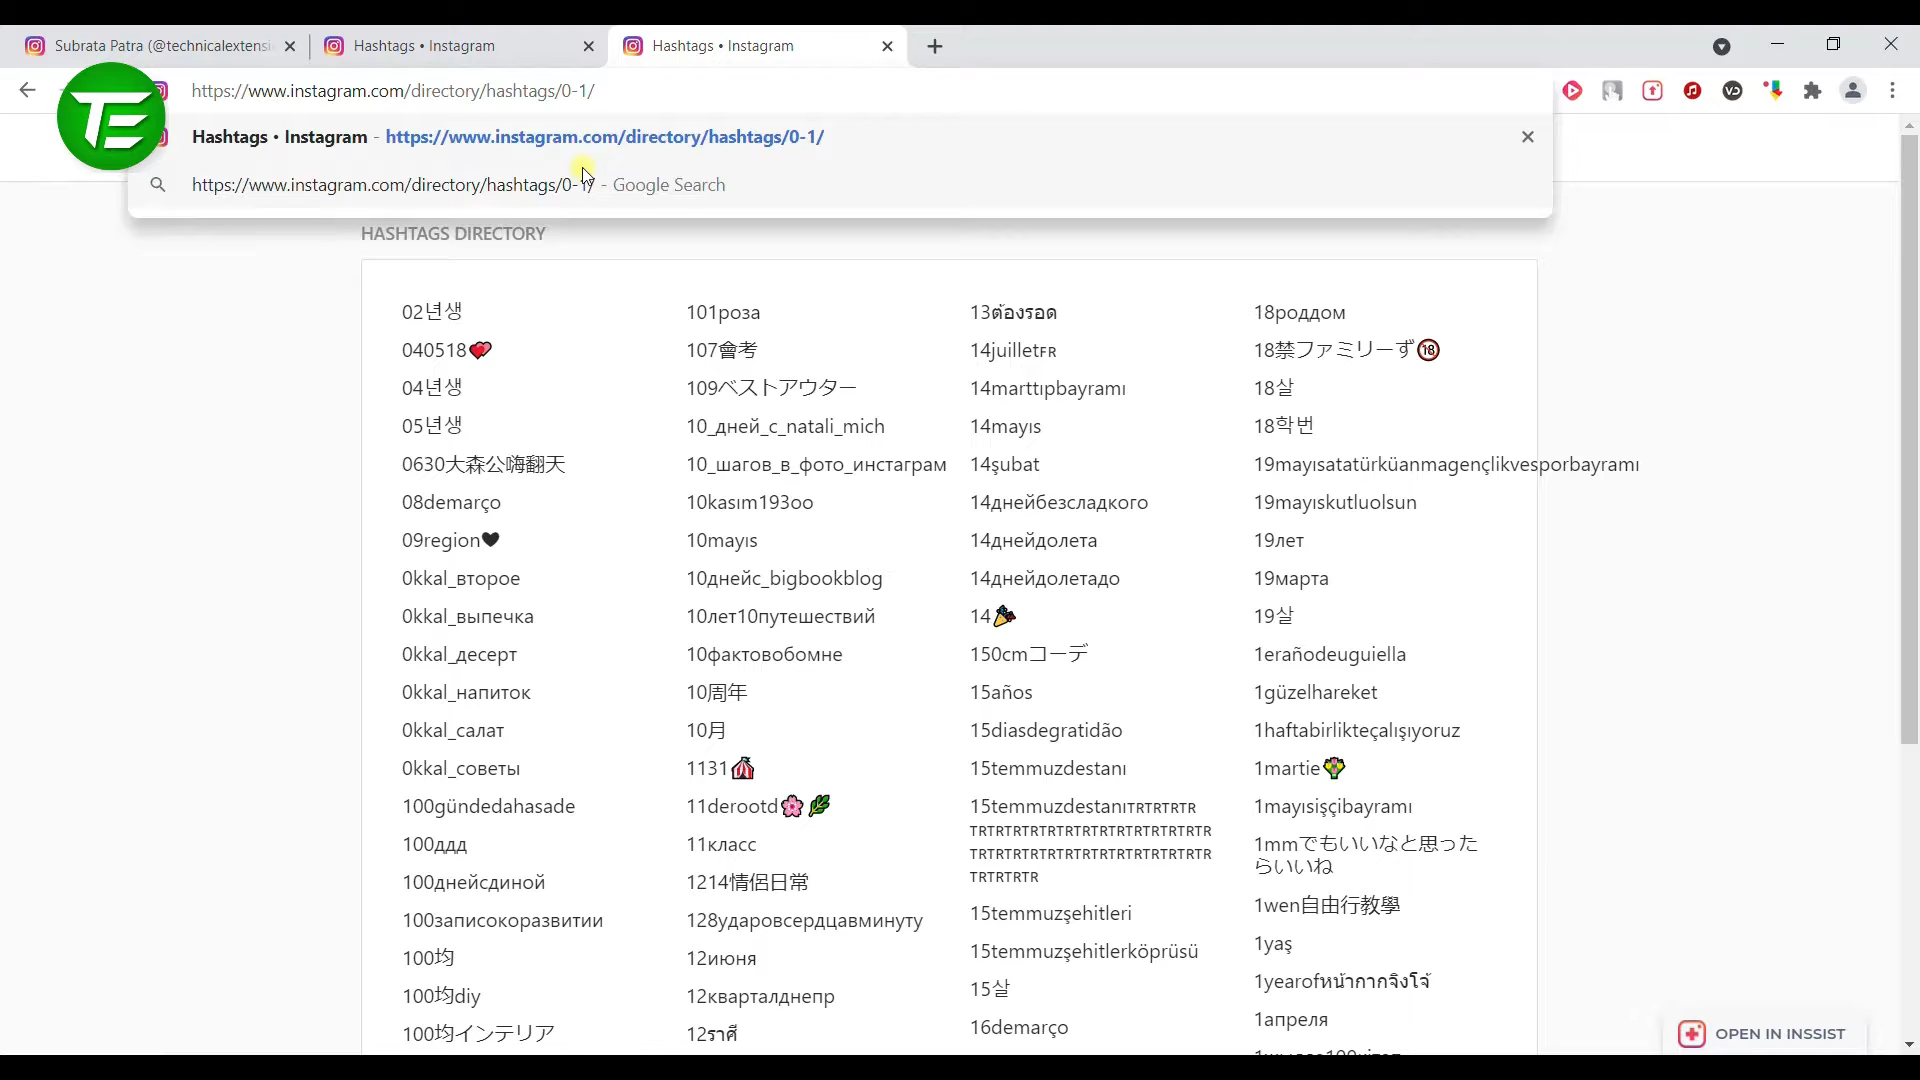 Subrata Patra (@technicalextensi
Hashtags • Instagram
Hashtags • Instagram
https://www.instagram.com/directory/hashtags/0-1/
TE
Hashtags • Instagram - https://www.instagram.com/directory/hashtags/0-1/
https://www.instagram.com/directory/hashtags/0-1/ - Google Search
HASHTAGS DIRECTORY
02년생
040518💕
04년생
05년생
0630大森公嗨翻天
08demarço
09region🖤
0kkal_второе
0kkal_выпечка
0kkal_десерт
0kkal_напиток
0kkal_салат
0kkal_советы
100gündedahasade
100ддд
100днейсдиной
100записокоразвитии
100均
100均diy
100均インテリア
101роза
107會考
109ベストアウター
10_дней_с_natali_mich
10_шагов_в_фото_инстаграм
10kasım193oo
10mayıs
10днейс_bigbookblog
10лет10путешествий
10фактовобомне
10周年
10月
1131🎪
11derootd🌸🌿
11класс
1214情侶日常
128ударовсердцавминуту
12июня
12кварталднепр
12ราศี
13ต้องรอด
14juilletFR
14marttıpbayramı
14mayıs
14şubat
14днейбезсладкого
14днейдолета
14днейдолетадо
14🎉
150cmコーデ
15años
15diasdegratidão
15temmuzdestanı
15temmuzdestanıTRTRTRTR
TRTRTRTRTRTRTRTRTRTRTRTR
TRTRTRTRTRTRTRTRTRTRTRTR
TRTRTRTR
15temmuzşehitleri
15temmuzşehitlerköprüsü
15살
16demarço
18роддом
18禁ファミリーず🔞
18살
18학번
19mayısatatürküanmagençlikvesporbayramı
19mayıskutluolsun
19лет
19марта
19살
1erañodeuguiella
1güzelhareket
1haftabirlikteçalışıyoruz
1martie💐
1mayısişçibayramı
1mmでもいいなと思った
らいいね
1wen自由行教學
1yaş
1yearofหน้ากากจิงโจ้
1апреля
OPEN IN INSSIST